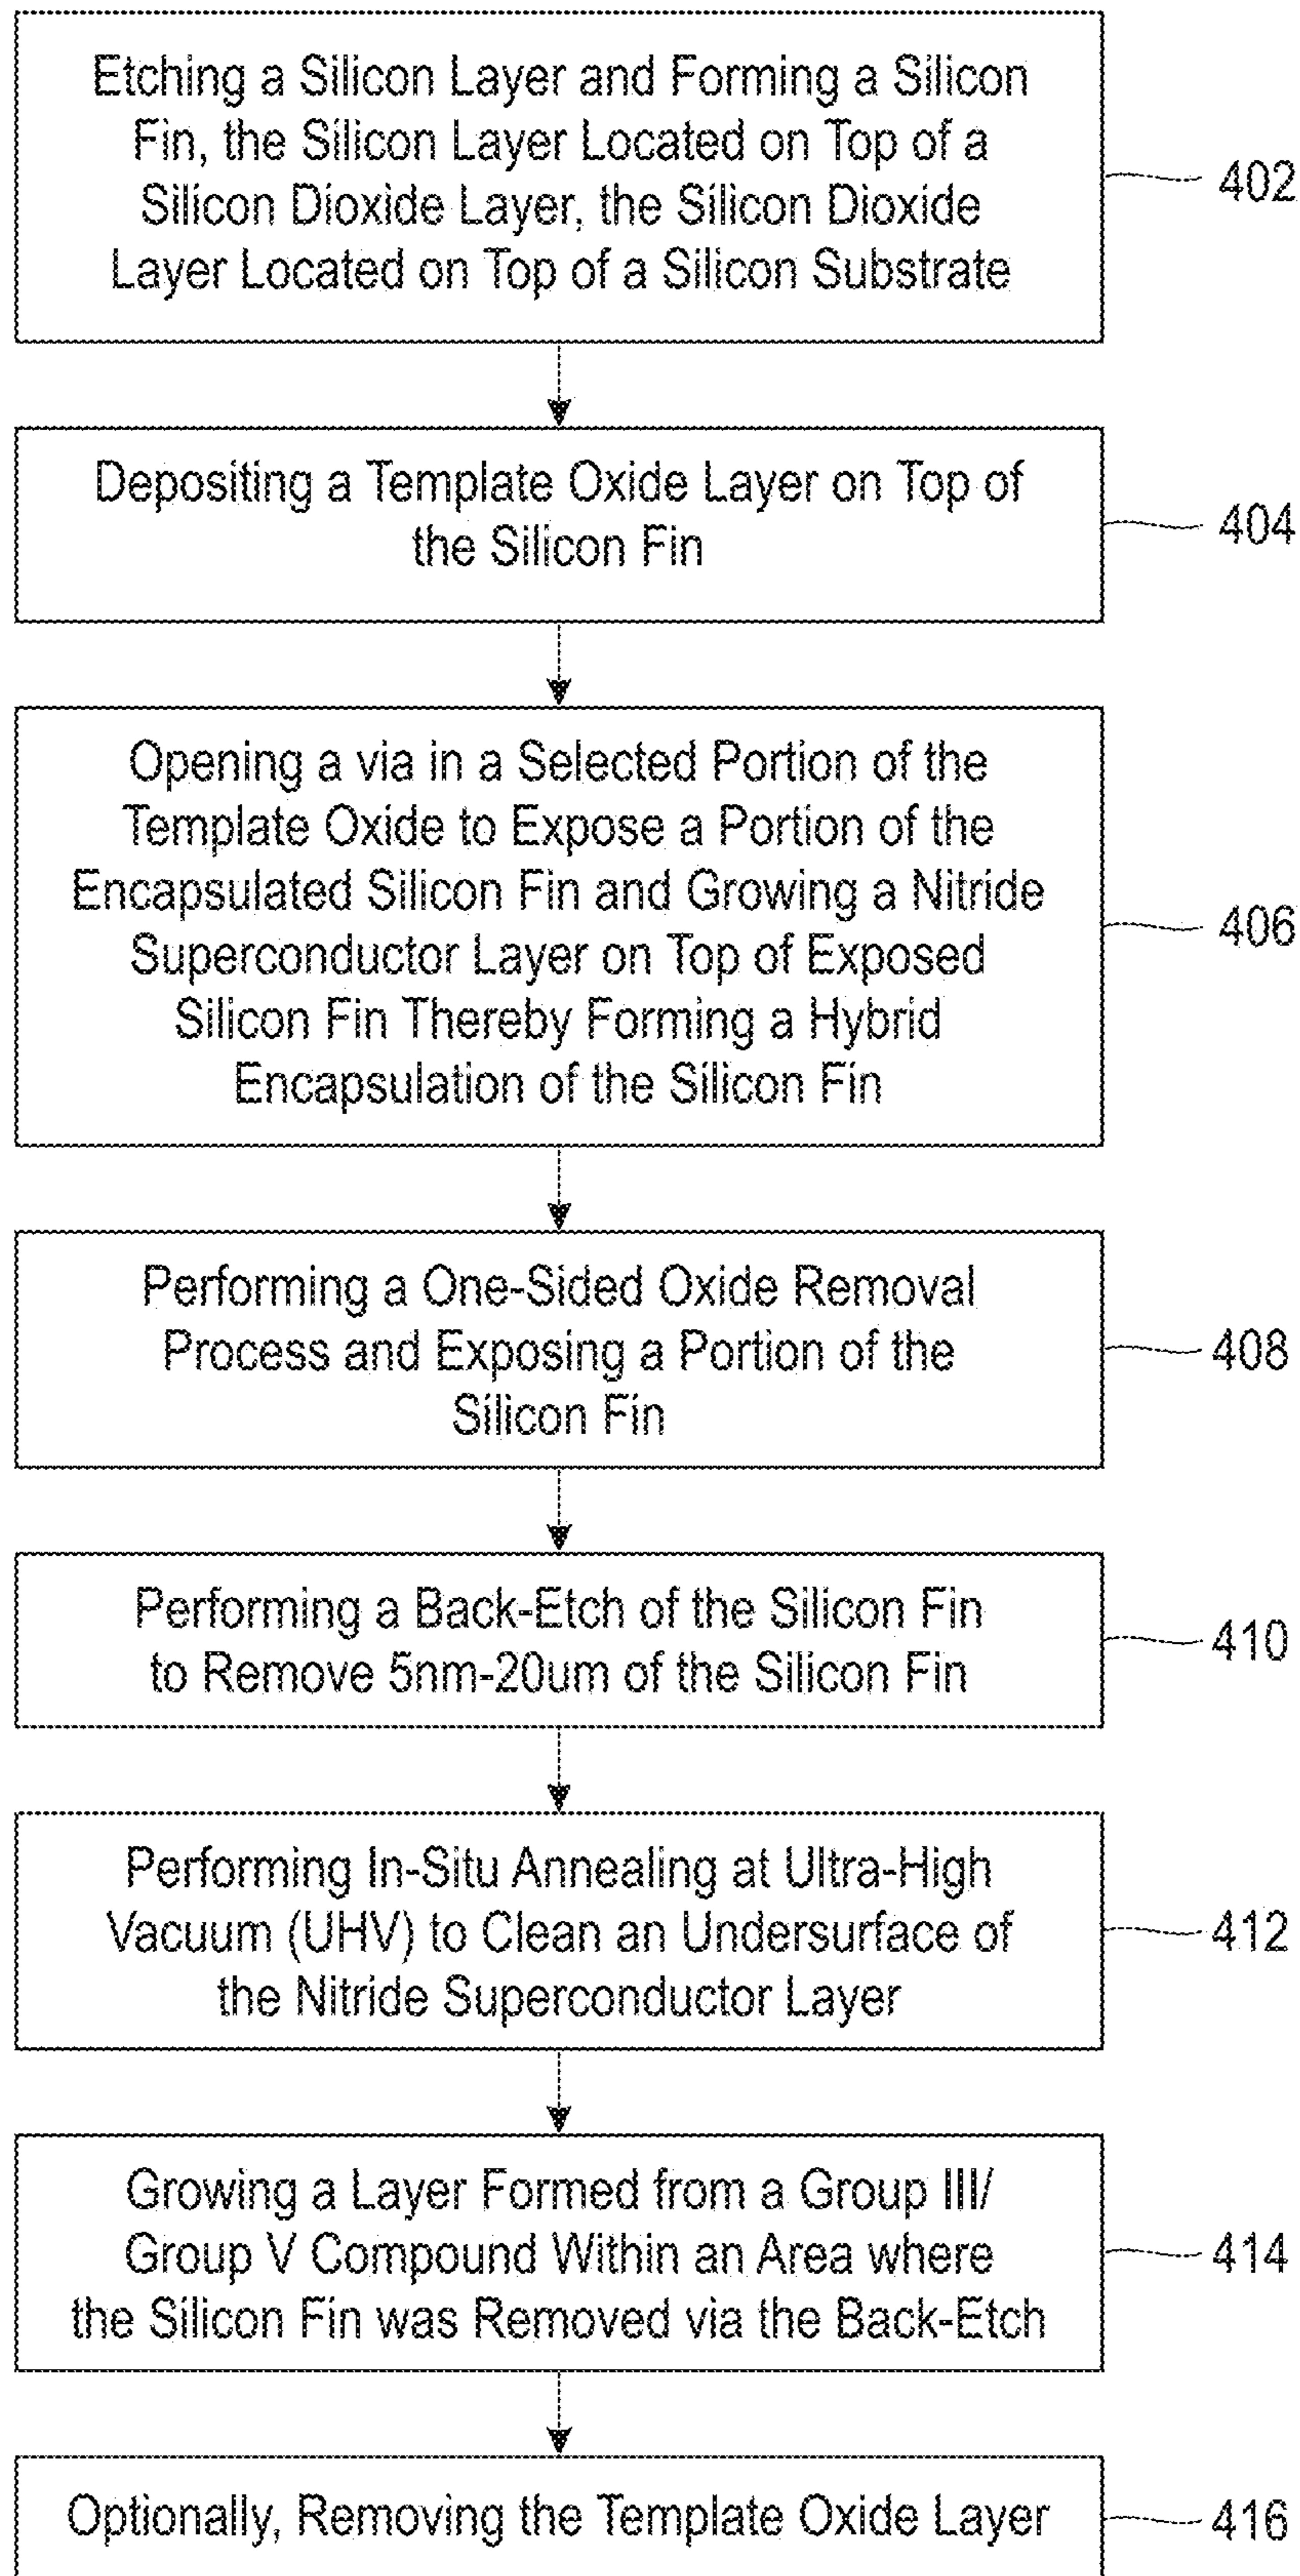 Etching a Silicon Layer and Forming a Silicon
Fin, the Silicon Layer Located on Top of a
Silicon Dioxide Layer, the Silicon Dioxide
Layer Located on Top of a Silicon Substrate
402
Depositing a Template Oxide Layer on Top of
the Silicon Fin
404
Opening a via in a Selected Portion of the
Template Oxide to Expose a Portion of the
Encapsulated Silicon Fin and Growing a Nitride
Superconductor Layer on Top of Exposed
Silicon Fin Thereby Forming a Hybrid
Encapsulation of the Silicon Fin
406
Performing a One-Sided Oxide Removal
Process and Exposing a Portion of the
Silicon Fin
408
Performing a Back-Etch of the Silicon Fin
to Remove 5nm-20um of the Silicon Fin
410
Performing In-Situ Annealing at Ultra-High
Vacuum (UHV) to Clean an Undersurface of
the Nitride Superconductor Layer
412
Growing a Layer Formed from a Group III/
Group V Compound Within an Area where
the Silicon Fin was Removed via the Back-Etch
414
Optionally, Removing the Template Oxide Layer
416